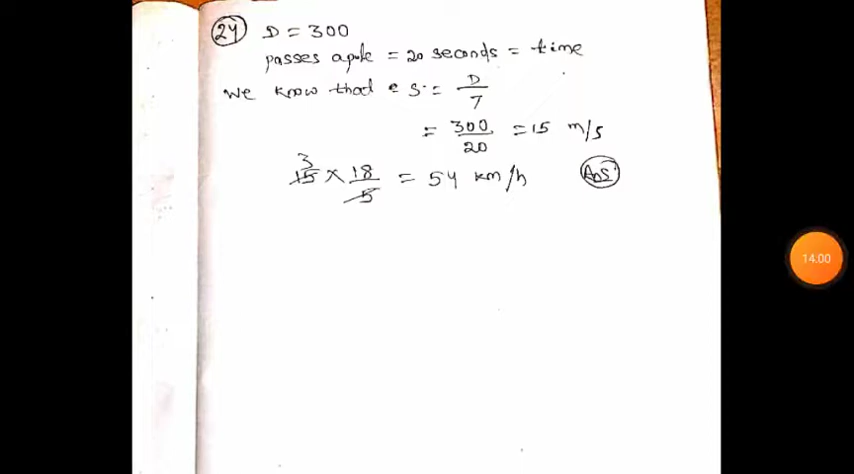 24 D = 300
passes a pole = 20 seconds = time
we know that S = D/T
= 300/20 = 15 m/s
3
15 × 18/5 = 54 km/h Ans
14.00